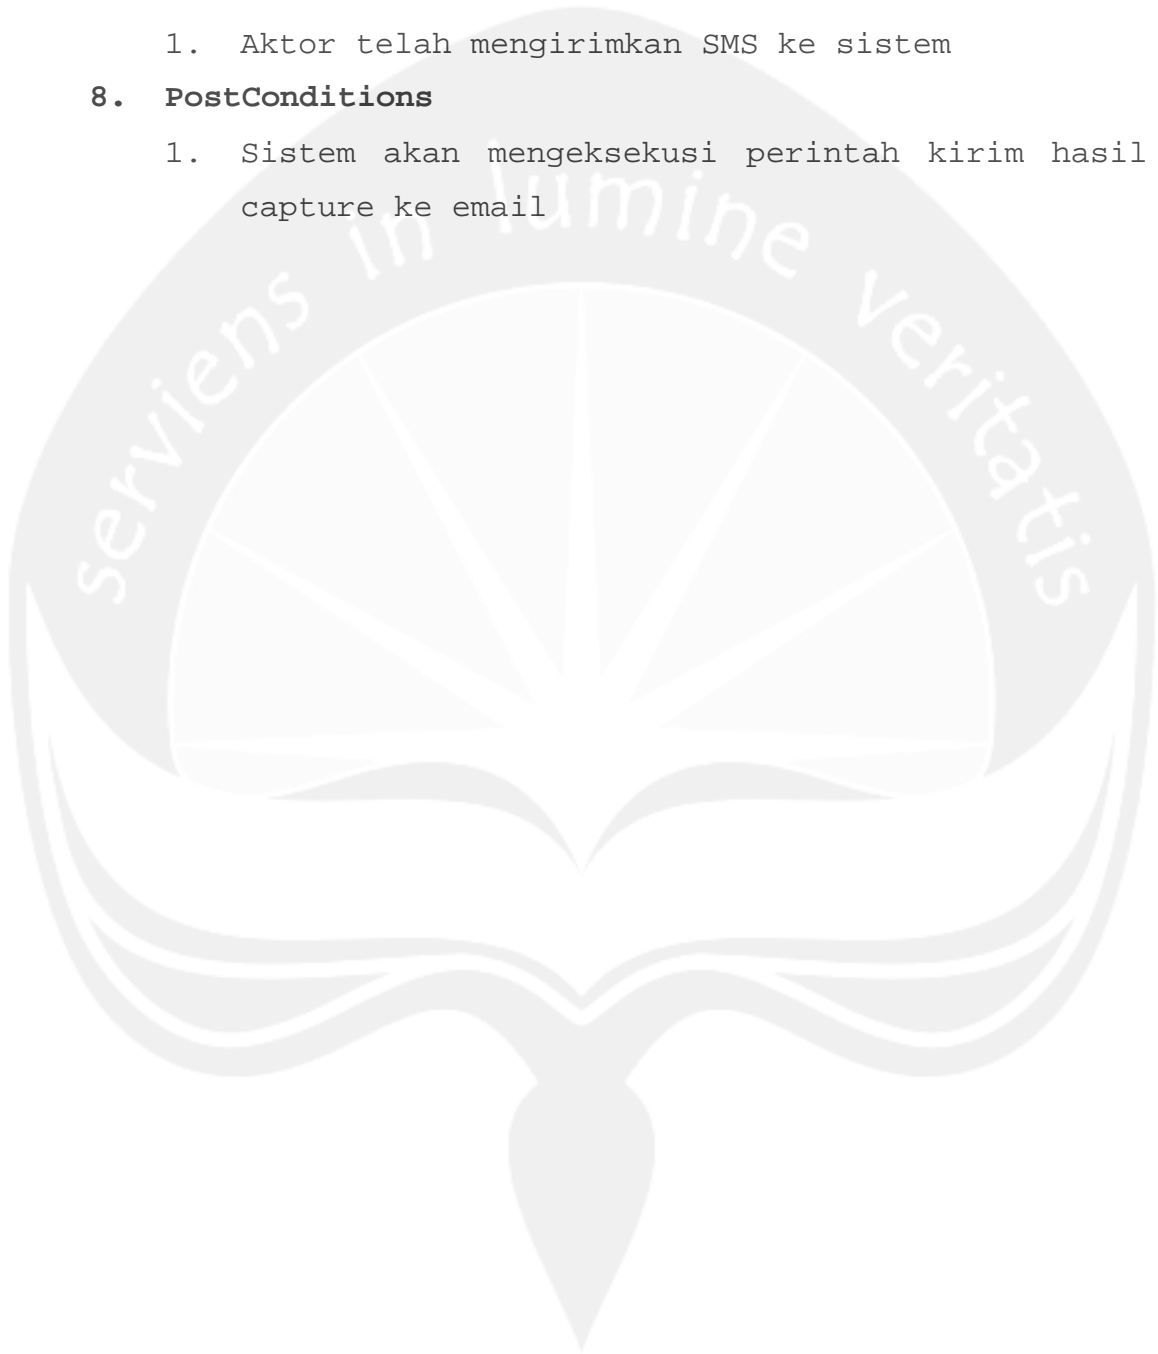 1. Aktor telah mengirimkan SMS ke sistem
8. PostConditions
1. Sistem akan mengeksekusi perintah kirim hasil
capture ke email
serviens in lumine veritatis